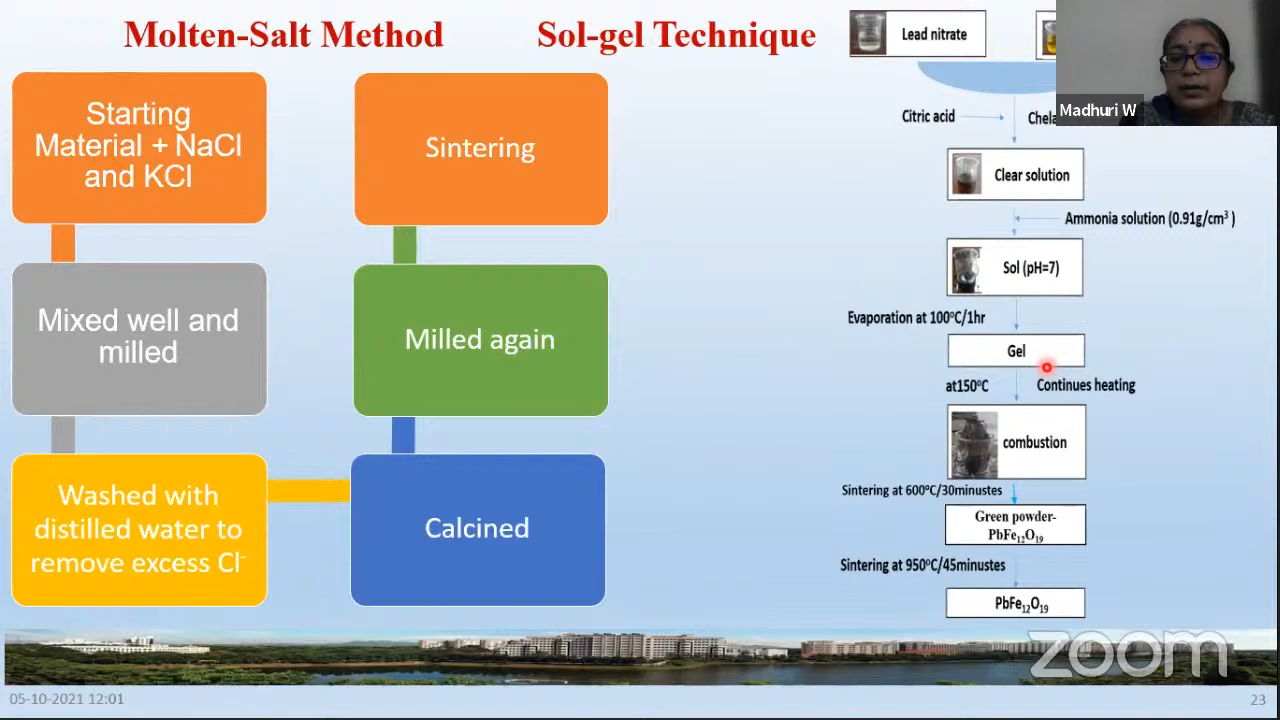 Molten-Salt Method
Sol-gel Technique
Starting
Material + NaCl
and KCl
Mixed well and
milled
Washed with
distilled water to
remove excess Cl⁻
Calcined
Milled again
Sintering
Lead nitrate
Citric acid
Clear solution
Ammonia solution (0.91g/cm³ )
Sol (pH=7)
Evaporation at 100°C/1hr
Gel
at150°C
Continues heating
combustion
Sintering at 600°C/30minustes
Green powder-
PbFe₁₂O₁₉
Sintering at 950°C/45minustes
PbFe₁₂O₁₉
Madhuri W
zoom
05-10-2021 12:01
23